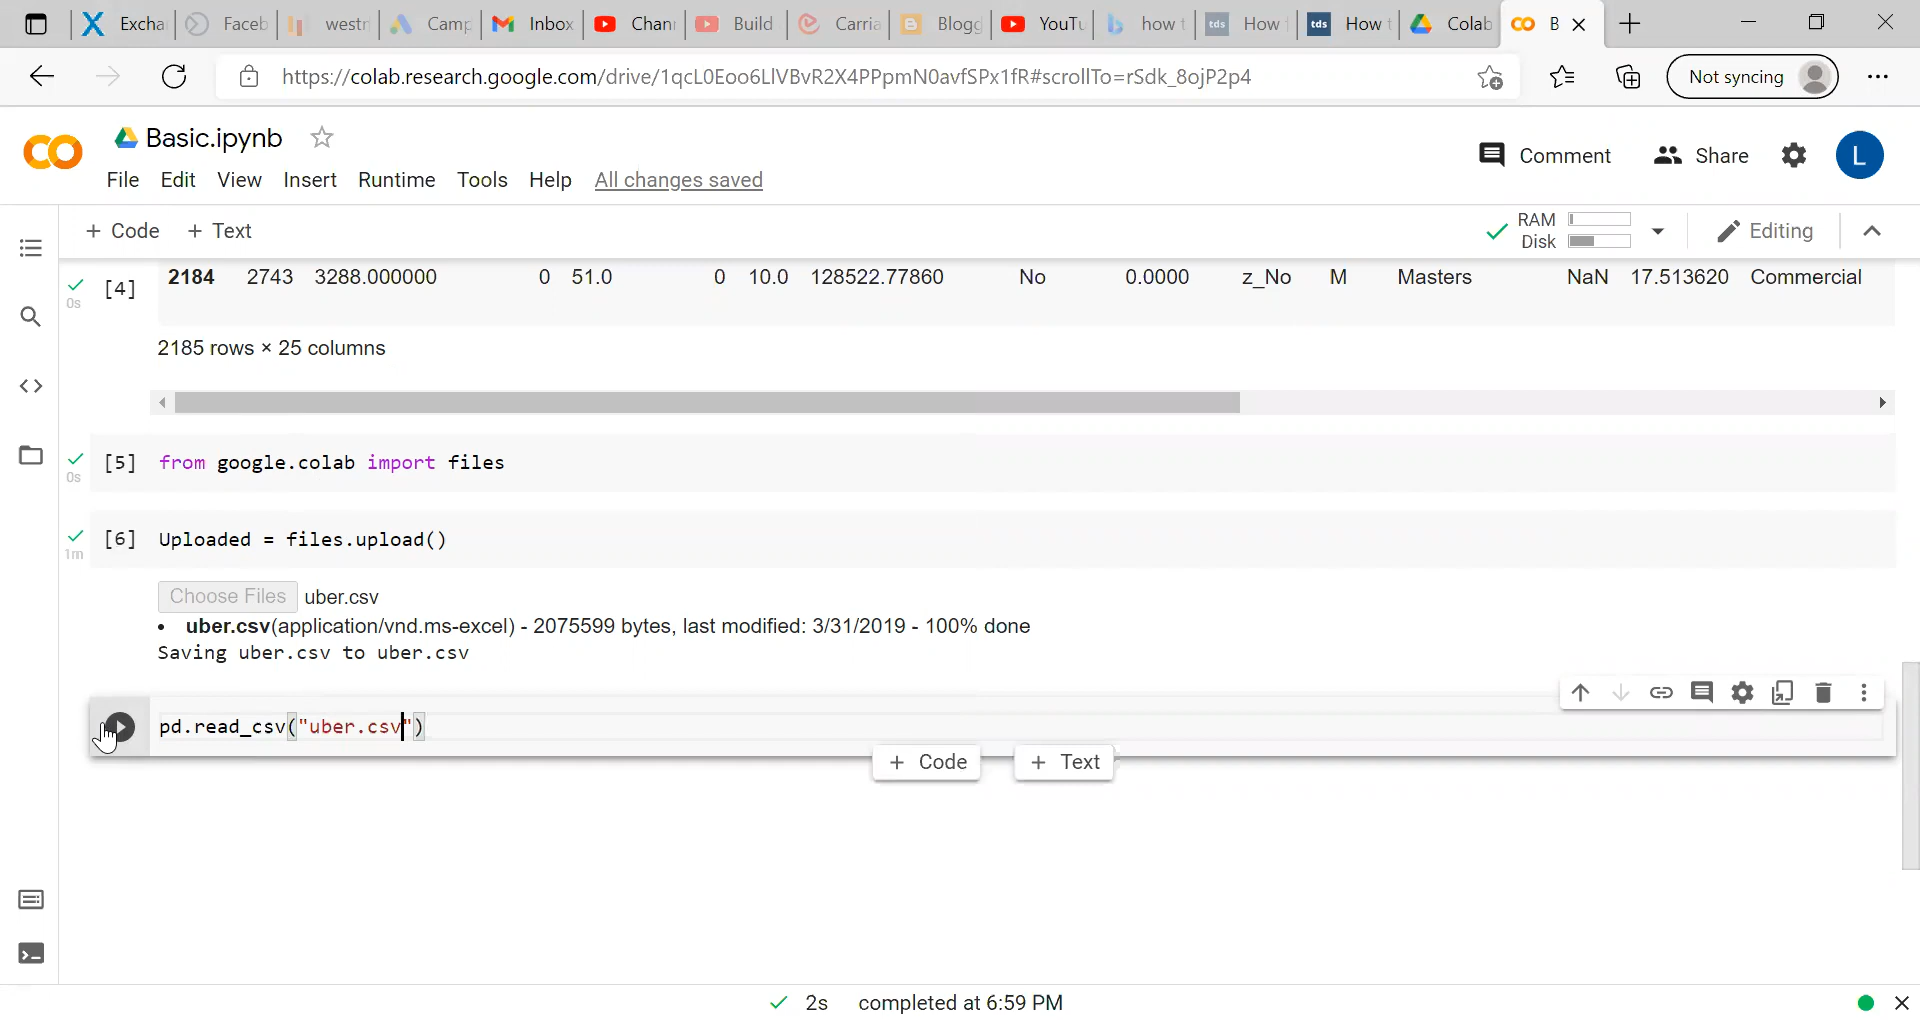 Excha Faceb westr Camp Inbox Chan Build Carria Blogg YouTu how t tds How tds How t Colab B
https://colab.research.google.com/drive/1qcL0Eoo6LlVBvR2X4PPpmN0avfSPx1fR#scrollTo=rSdk_8ojP2p4 Not syncing
Basic.ipynb
Comment Share L
File Edit View Insert Runtime Tools Help All changes saved
+ Code + Text RAM Disk Editing
0s [4] 2184 2743 3288.000000 0 51.0 0 10.0 128522.77860 No 0.0000 z_No M Masters NaN 17.513620 Commercial
2185 rows × 25 columns
0s [5] from google.colab import files
1m [6] Uploaded = files.upload()
Choose Files uber.csv
• uber.csv(application/vnd.ms-excel) - 2075599 bytes, last modified: 3/31/2019 - 100% done
Saving uber.csv to uber.csv
pd.read_csv("uber.csv")
+ Code + Text
2s completed at 6:59 PM